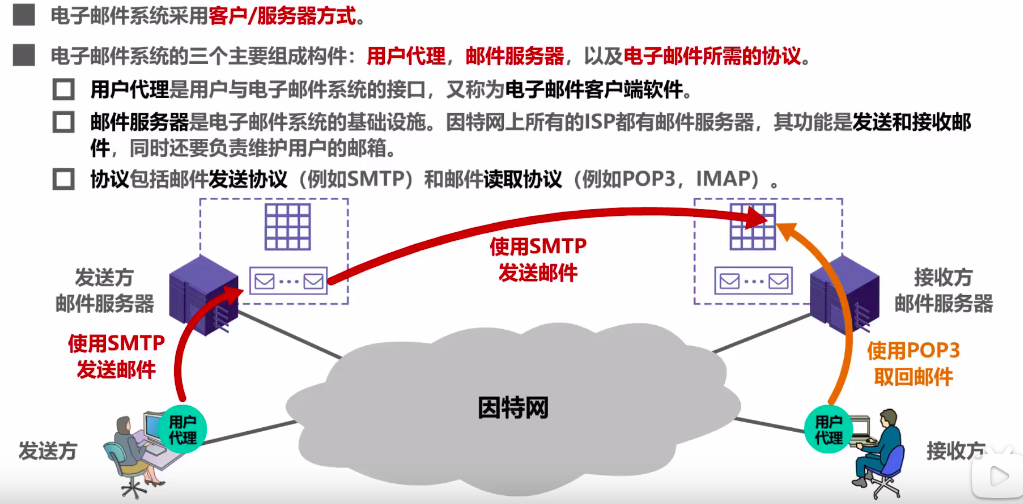 电子邮件系统采用客户/服务器方式。
电子邮件系统的三个主要组成构件：用户代理，邮件服务器，以及电子邮件所需的协议。
用户代理是用户与电子邮件系统的接口，又称为电子邮件客户端软件。
邮件服务器是电子邮件系统的基础设施。因特网上所有的ISP都有邮件服务器，其功能是发送和接收邮
件，同时还要负责维护用户的邮箱。
协议包括邮件发送协议（例如SMTP）和邮件读取协议（例如POP3，IMAP）。
使用SMTP
发送邮件
发送方
邮件服务器
接收方
邮件服务器
使用SMTP
发送邮件
使用POP3
取回邮件
因特网
用户
代理
用户
代理
发送方
接收方